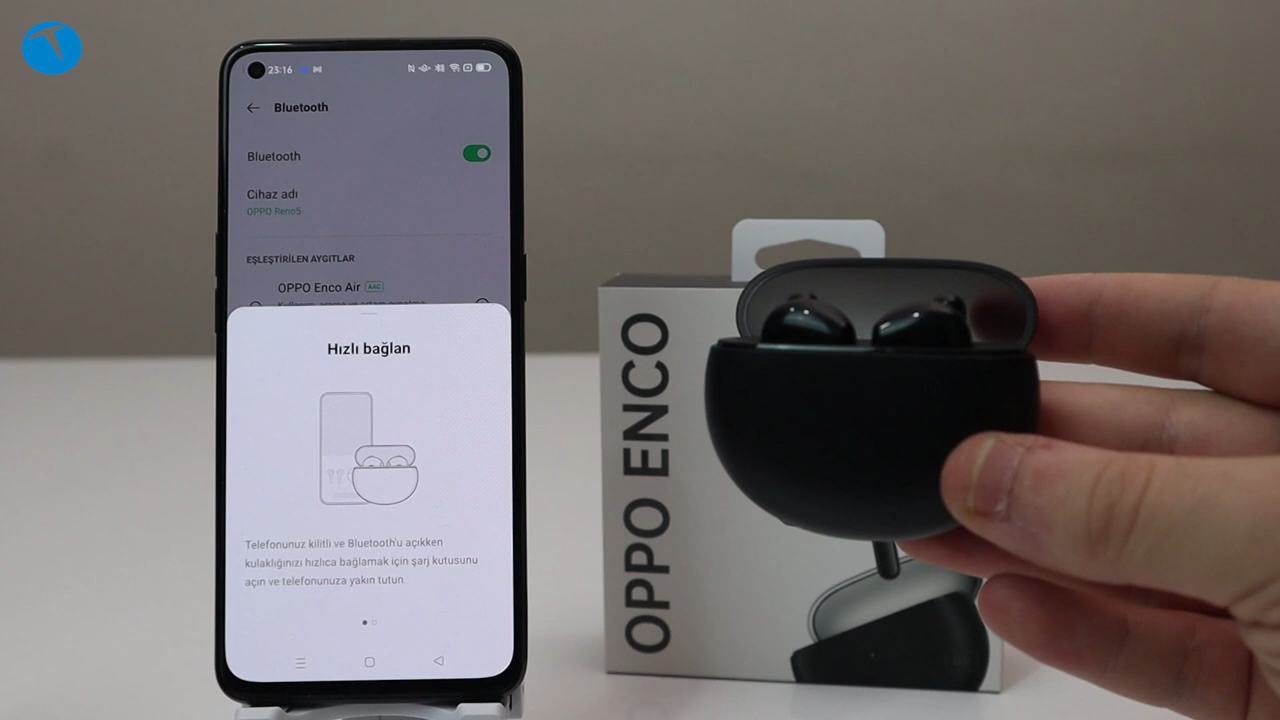 23:16
Bluetooth
Bluetooth
Cihaz adı
OPPO Reno5
EŞLEŞTİRİLEN AYGITLAR
OPPO Enco Air AAC
Hızlı bağlan
Telefonunuz kilitli ve Bluetooth'u açıkken
kulaklığınızı hızlıca bağlamak için şarj kutusunu
açın ve telefonunuza yakın tutun.
OPPO ENCO